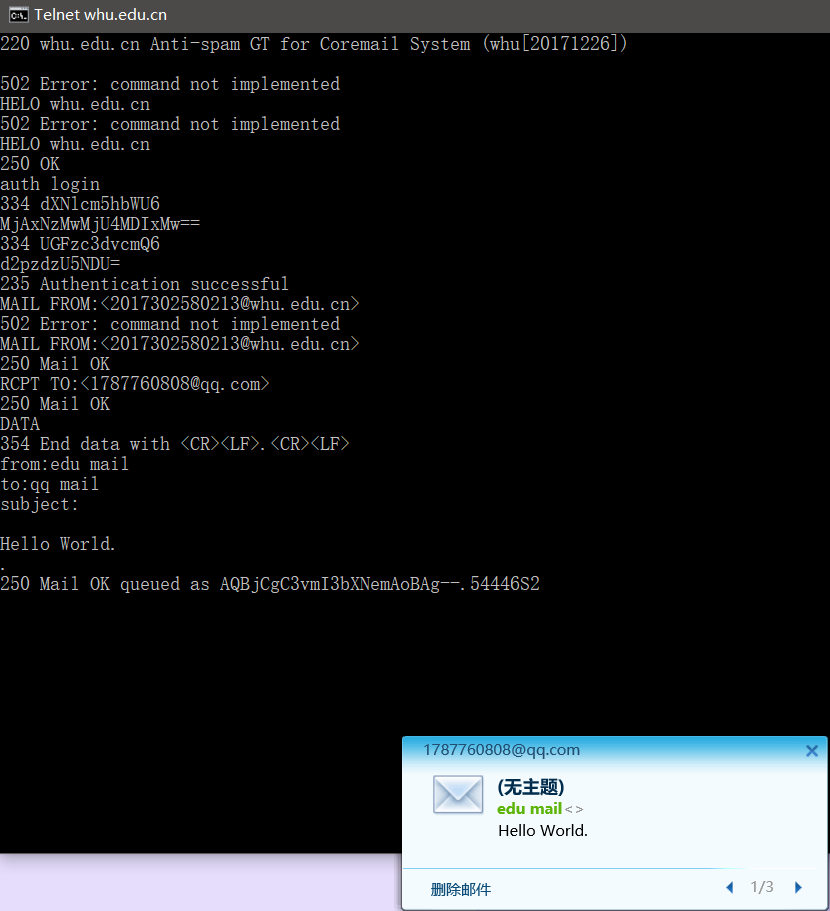 Telnet whu.edu.cn
220 whu.edu.cn Anti-spam GT for Coremail System (whu[20171226])
502 Error: command not implemented
HELO whu.edu.cn
502 Error: command not implemented
HELO whu.edu.cn
250 OK
auth login
334 dXNlcm5hbWU6
MjAxNzMwMjU4MDIxMw==
334 UGFzc3dvcmQ6
d2pzdzU5NDU=
235 Authentication successful
MAIL FROM:<2017302580213@whu.edu.cn>
502 Error: command not implemented
MAIL FROM:<2017302580213@whu.edu.cn>
250 Mail OK
RCPT TO:<1787760808@qq.com>
250 Mail OK
DATA
354 End data with <CR><LF>.<CR><LF>
from:edu mail
to:qq mail
subject:
Hello World.
.
250 Mail OK queued as AQBjCgC3vmI3bXNemAoBAg--.54446S2
1787760808@qq.com
(无主题)
edu mail<>
Hello World.
删除邮件
1/3